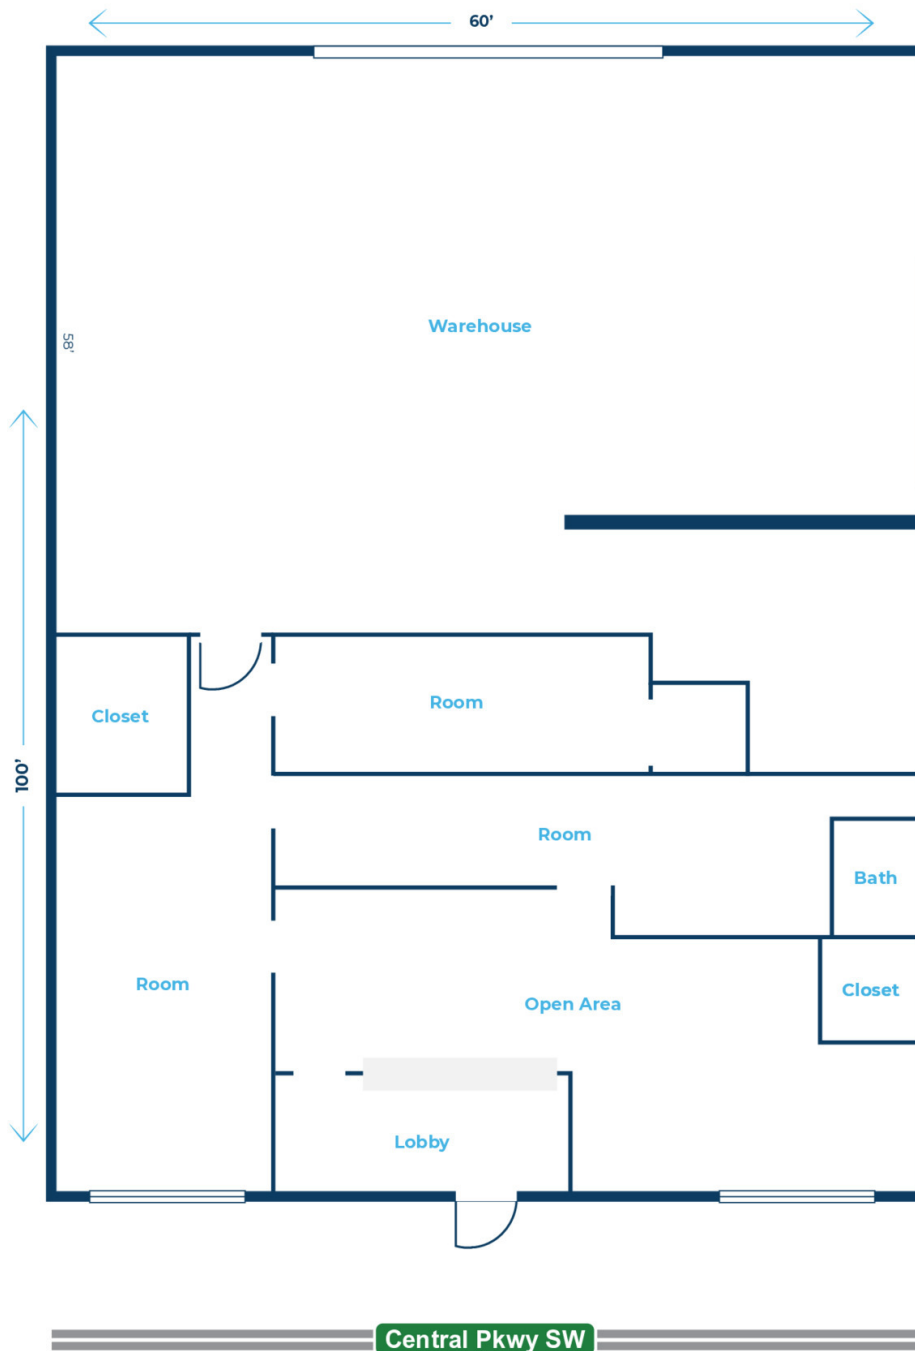 60’
Warehouse
58’
Closet
Room
100’
Room
Bath
Room
Closet
Open Area
Lobby
Central Pkwy SW